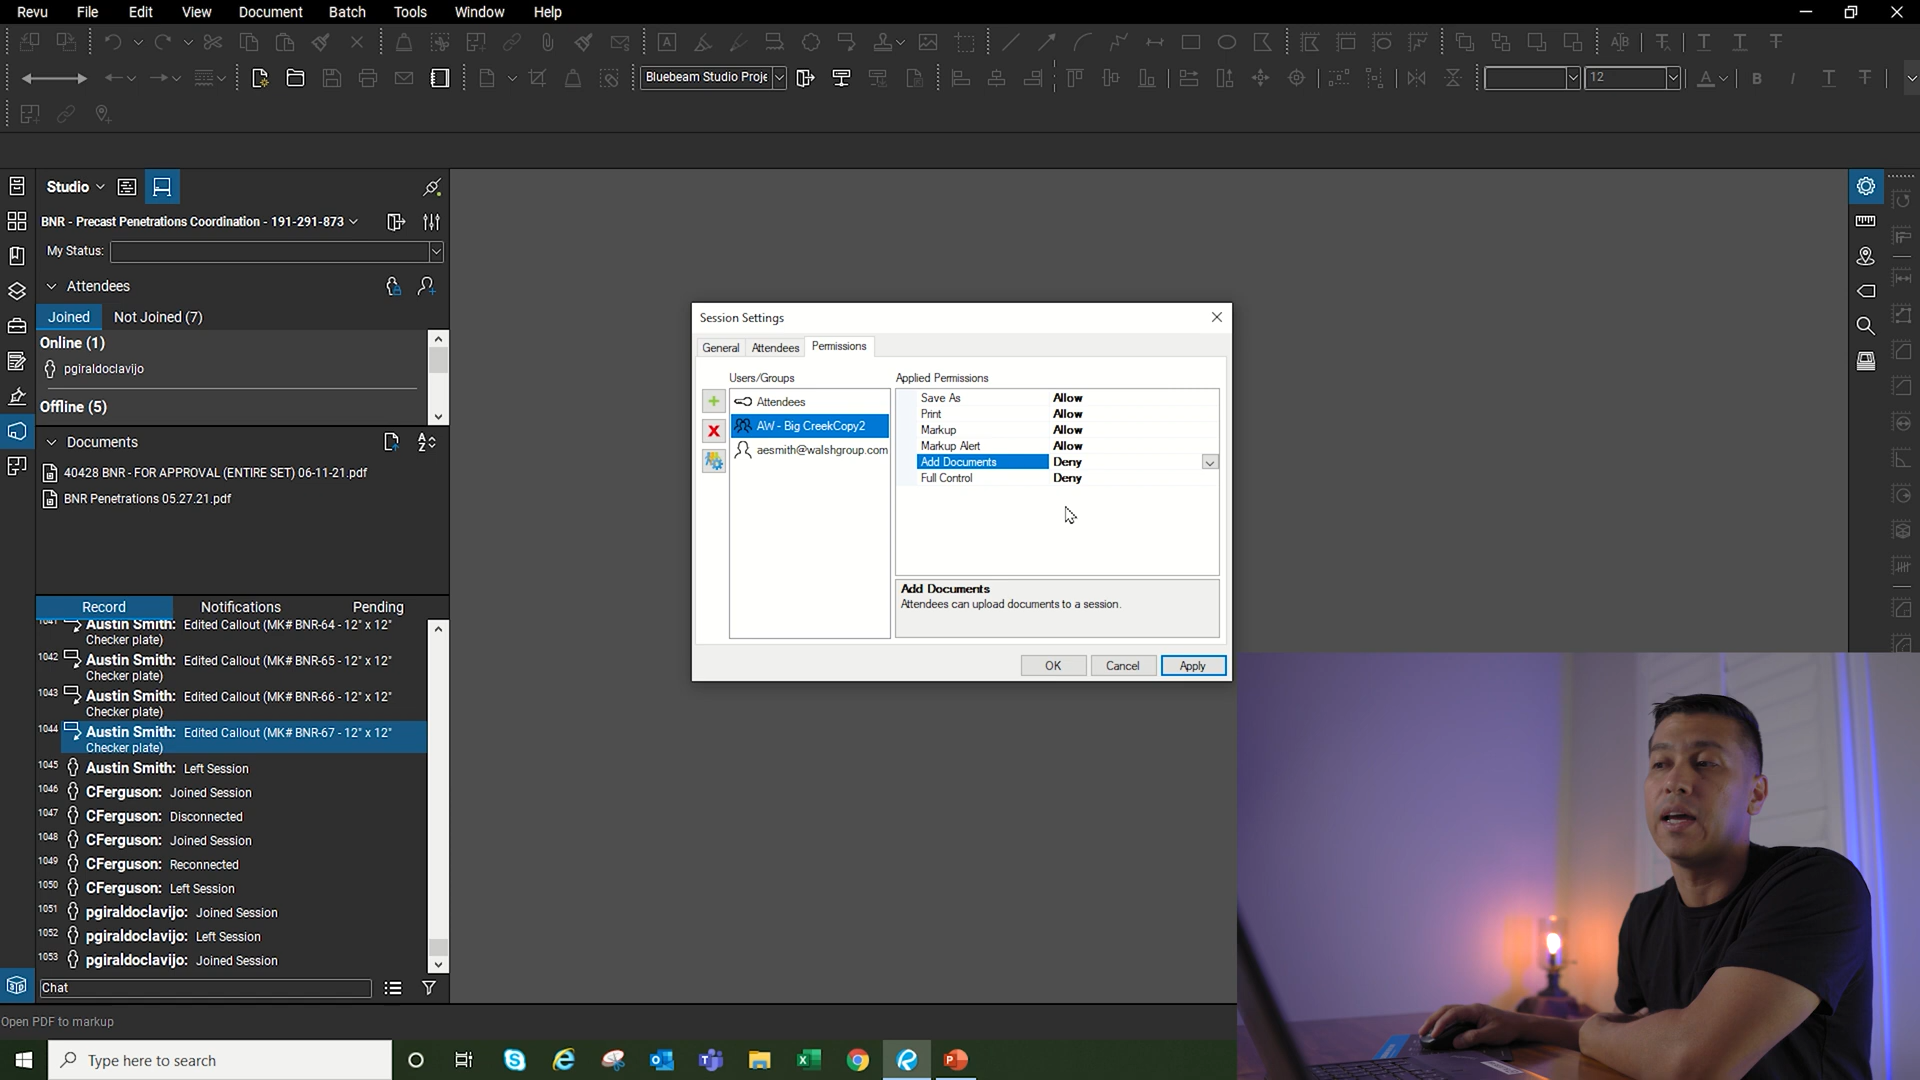 Revu File Edit View Document Batch Tools Window Help
Bluebeam Studio Proje
12
Studio
BNR - Precast Penetrations Coordination - 191-291-873
My Status:
Attendees
Joined Not Joined (7)
Online (1)
pgiraldoclavijo
Offline (5)
Documents
40428 BNR - FOR APPROVAL (ENTIRE SET) 06-11-21.pdf
BNR Penetrations 05.27.21.pdf
Record Notifications Pending
1041 Austin Smith: Edited Callout (MK# BNR-64 - 12" x 12"
Checker plate)
1042 Austin Smith: Edited Callout (MK# BNR-65 - 12" x 12"
Checker plate)
1043 Austin Smith: Edited Callout (MK# BNR-66 - 12" x 12"
Checker plate)
1044 Austin Smith: Edited Callout (MK# BNR-67 - 12" x 12"
Checker plate)
1045 Austin Smith: Left Session
1046 CFerguson: Joined Session
1047 CFerguson: Disconnected
1048 CFerguson: Joined Session
1049 CFerguson: Reconnected
1050 CFerguson: Left Session
1051 pgiraldoclavijo: Joined Session
1052 pgiraldoclavijo: Left Session
1053 pgiraldoclavijo: Joined Session
Chat
Open PDF to markup
Type here to search
Session Settings
General Attendees Permissions
Users/Groups
Attendees
AW - Big CreekCopy2
aesmith@walshgroup.com
Applied Permissions
Save As Allow
Print Allow
Markup Allow
Markup Alert Allow
Add Documents Deny
Full Control Deny
Add Documents
Attendees can upload documents to a session.
OK Cancel Apply